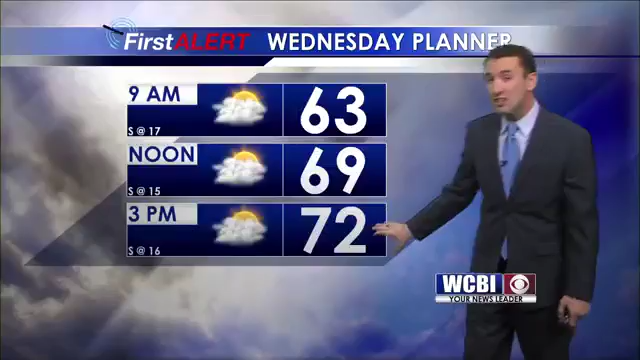 FirstALERT WEDNESDAY PLANNER
9 AM
63
S @ 17
NOON
69
S @ 15
3 PM
72
S @ 16
WCBI
YOUR NEWS LEADER